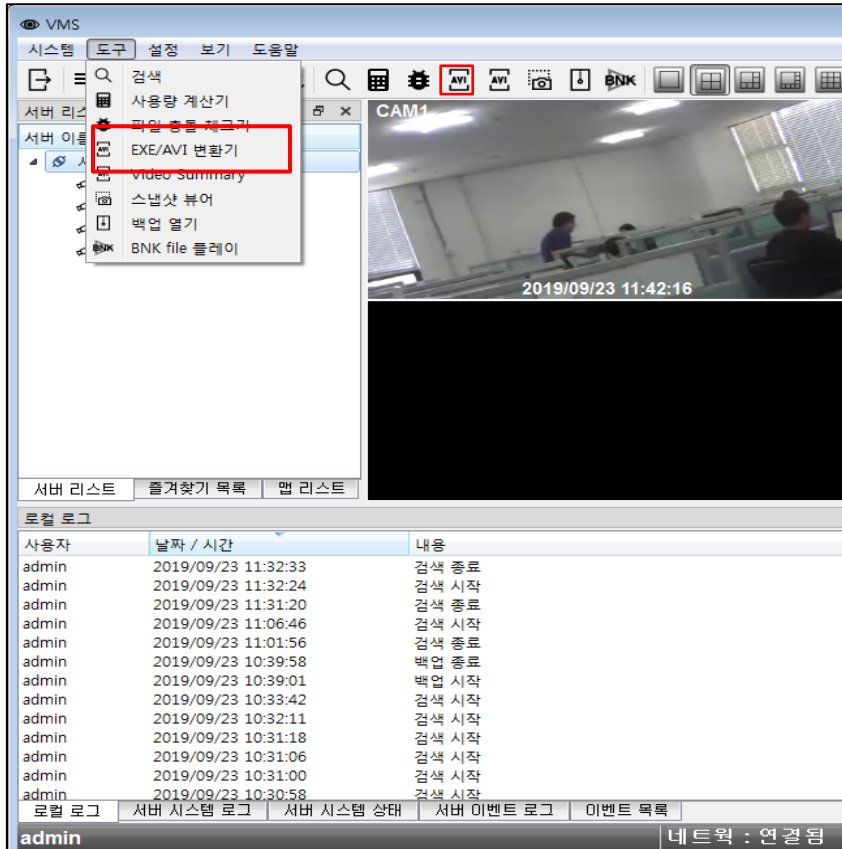 VMS
시스템 도구 설정 보기 도움말
AVI AVI BNK
검색
사용량 계산기
파일 충돌 체크기
EXE/AVI 변환기
Video Summary
스냅샷 뷰어
백업 열기
BNK file 플레이
서버 리스
서버 이름
CAM1
2019/09/23 11:42:16
서버 리스트 즐겨찾기 목록 맵 리스트
로컬 로그
사용자 날짜 / 시간 내용
admin 2019/09/23 11:32:33 검색 종료
admin 2019/09/23 11:32:24 검색 시작
admin 2019/09/23 11:31:20 검색 종료
admin 2019/09/23 11:06:46 검색 시작
admin 2019/09/23 11:01:56 검색 종료
admin 2019/09/23 10:39:58 백업 종료
admin 2019/09/23 10:39:01 백업 시작
admin 2019/09/23 10:33:42 검색 시작
admin 2019/09/23 10:32:11 검색 시작
admin 2019/09/23 10:31:18 검색 시작
admin 2019/09/23 10:31:06 검색 시작
admin 2019/09/23 10:31:00 검색 시작
admin 2019/09/23 10:30:58 검색 시작
로컬 로그 서버 시스템 로그 서버 시스템 상태 서버 이벤트 로그 이벤트 목록
admin 네트웍 : 연결됨